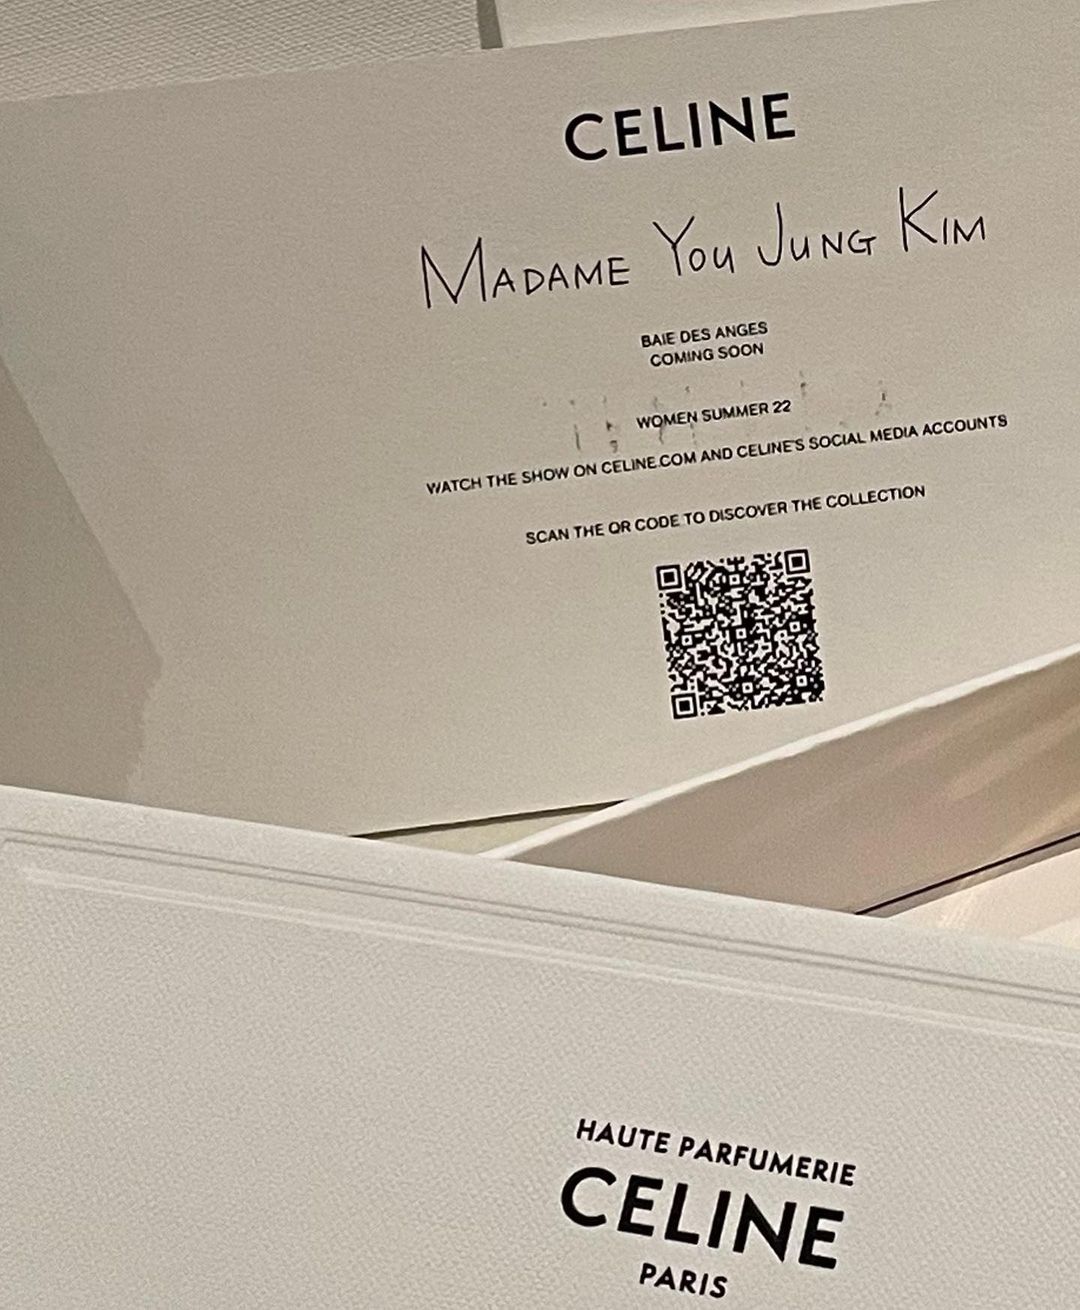 CELINE
MADAME YOU JUNG KIM
BAIE DES ANGES
COMING SOON
WOMEN SUMMER 22
WATCH THE SHOW ON CELINE.COM AND CELINE'S SOCIAL MEDIA ACCOUNTS
SCAN THE QR CODE TO DISCOVER THE COLLECTION
HAUTE PARFUMERIE
CELINE
PARIS